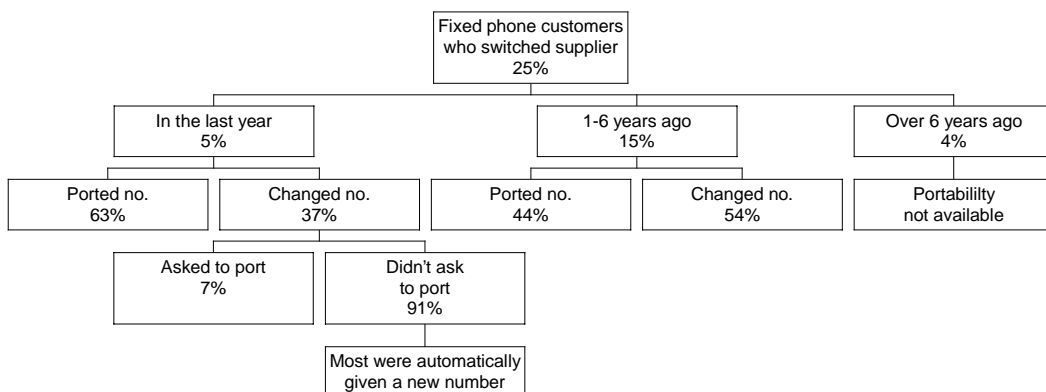 Fixed phone customers
who switched supplier
25%
In the last year
5%
1-6 years ago
15%
Over 6 years ago
4%
Ported no.
63%
Changed no.
37%
Ported no.
44%
Changed no.
54%
Portabililty
not available
Asked to port
7%
Didn't ask
to port
91%
Most were automatically
given a new number